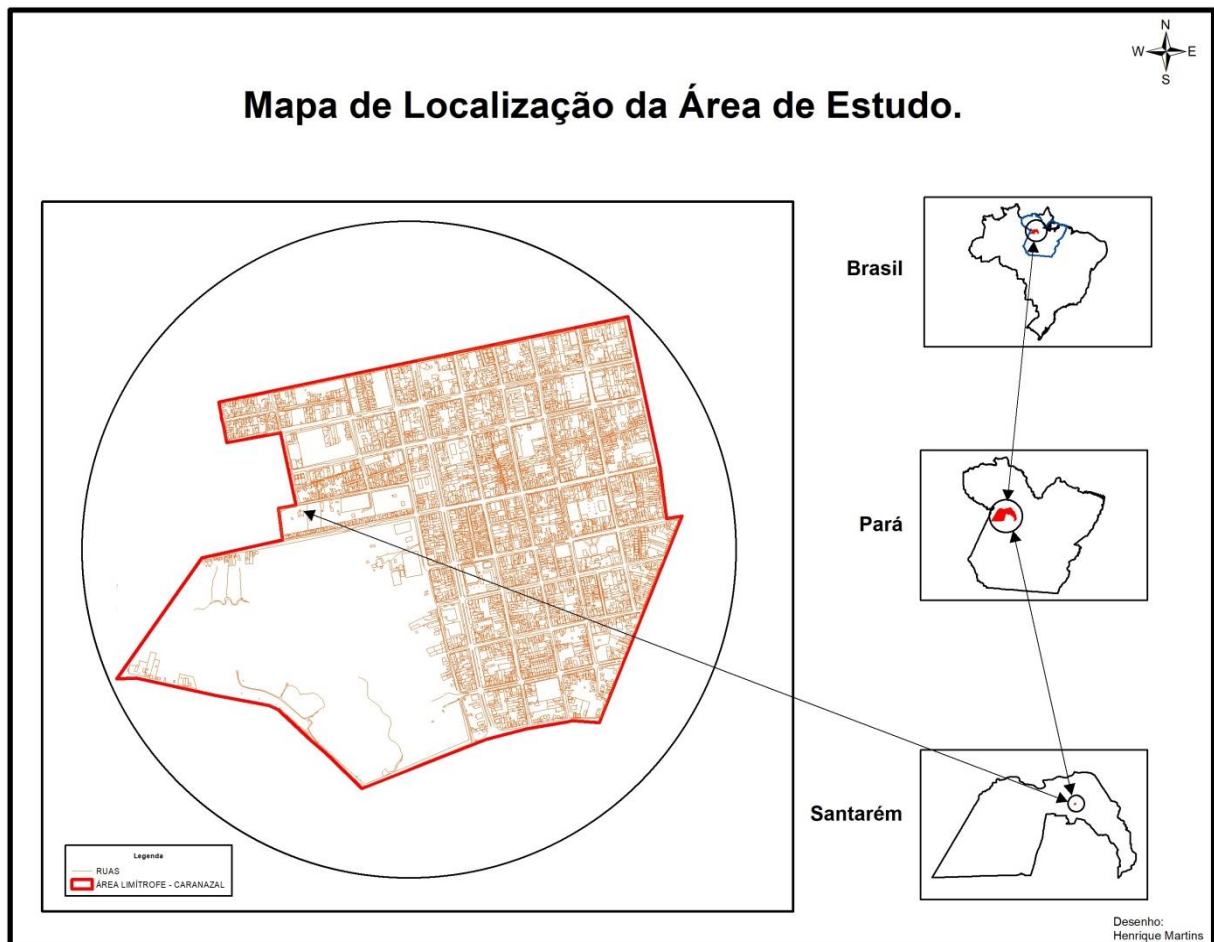 N
W E
S
Mapa de Localização da Área de Estudo.
Brasil
Pará
Santarém
Legenda
RUAS
ÁREA LIMÍTROFE - CARANAZAL
Desenho:
Henrique Martins